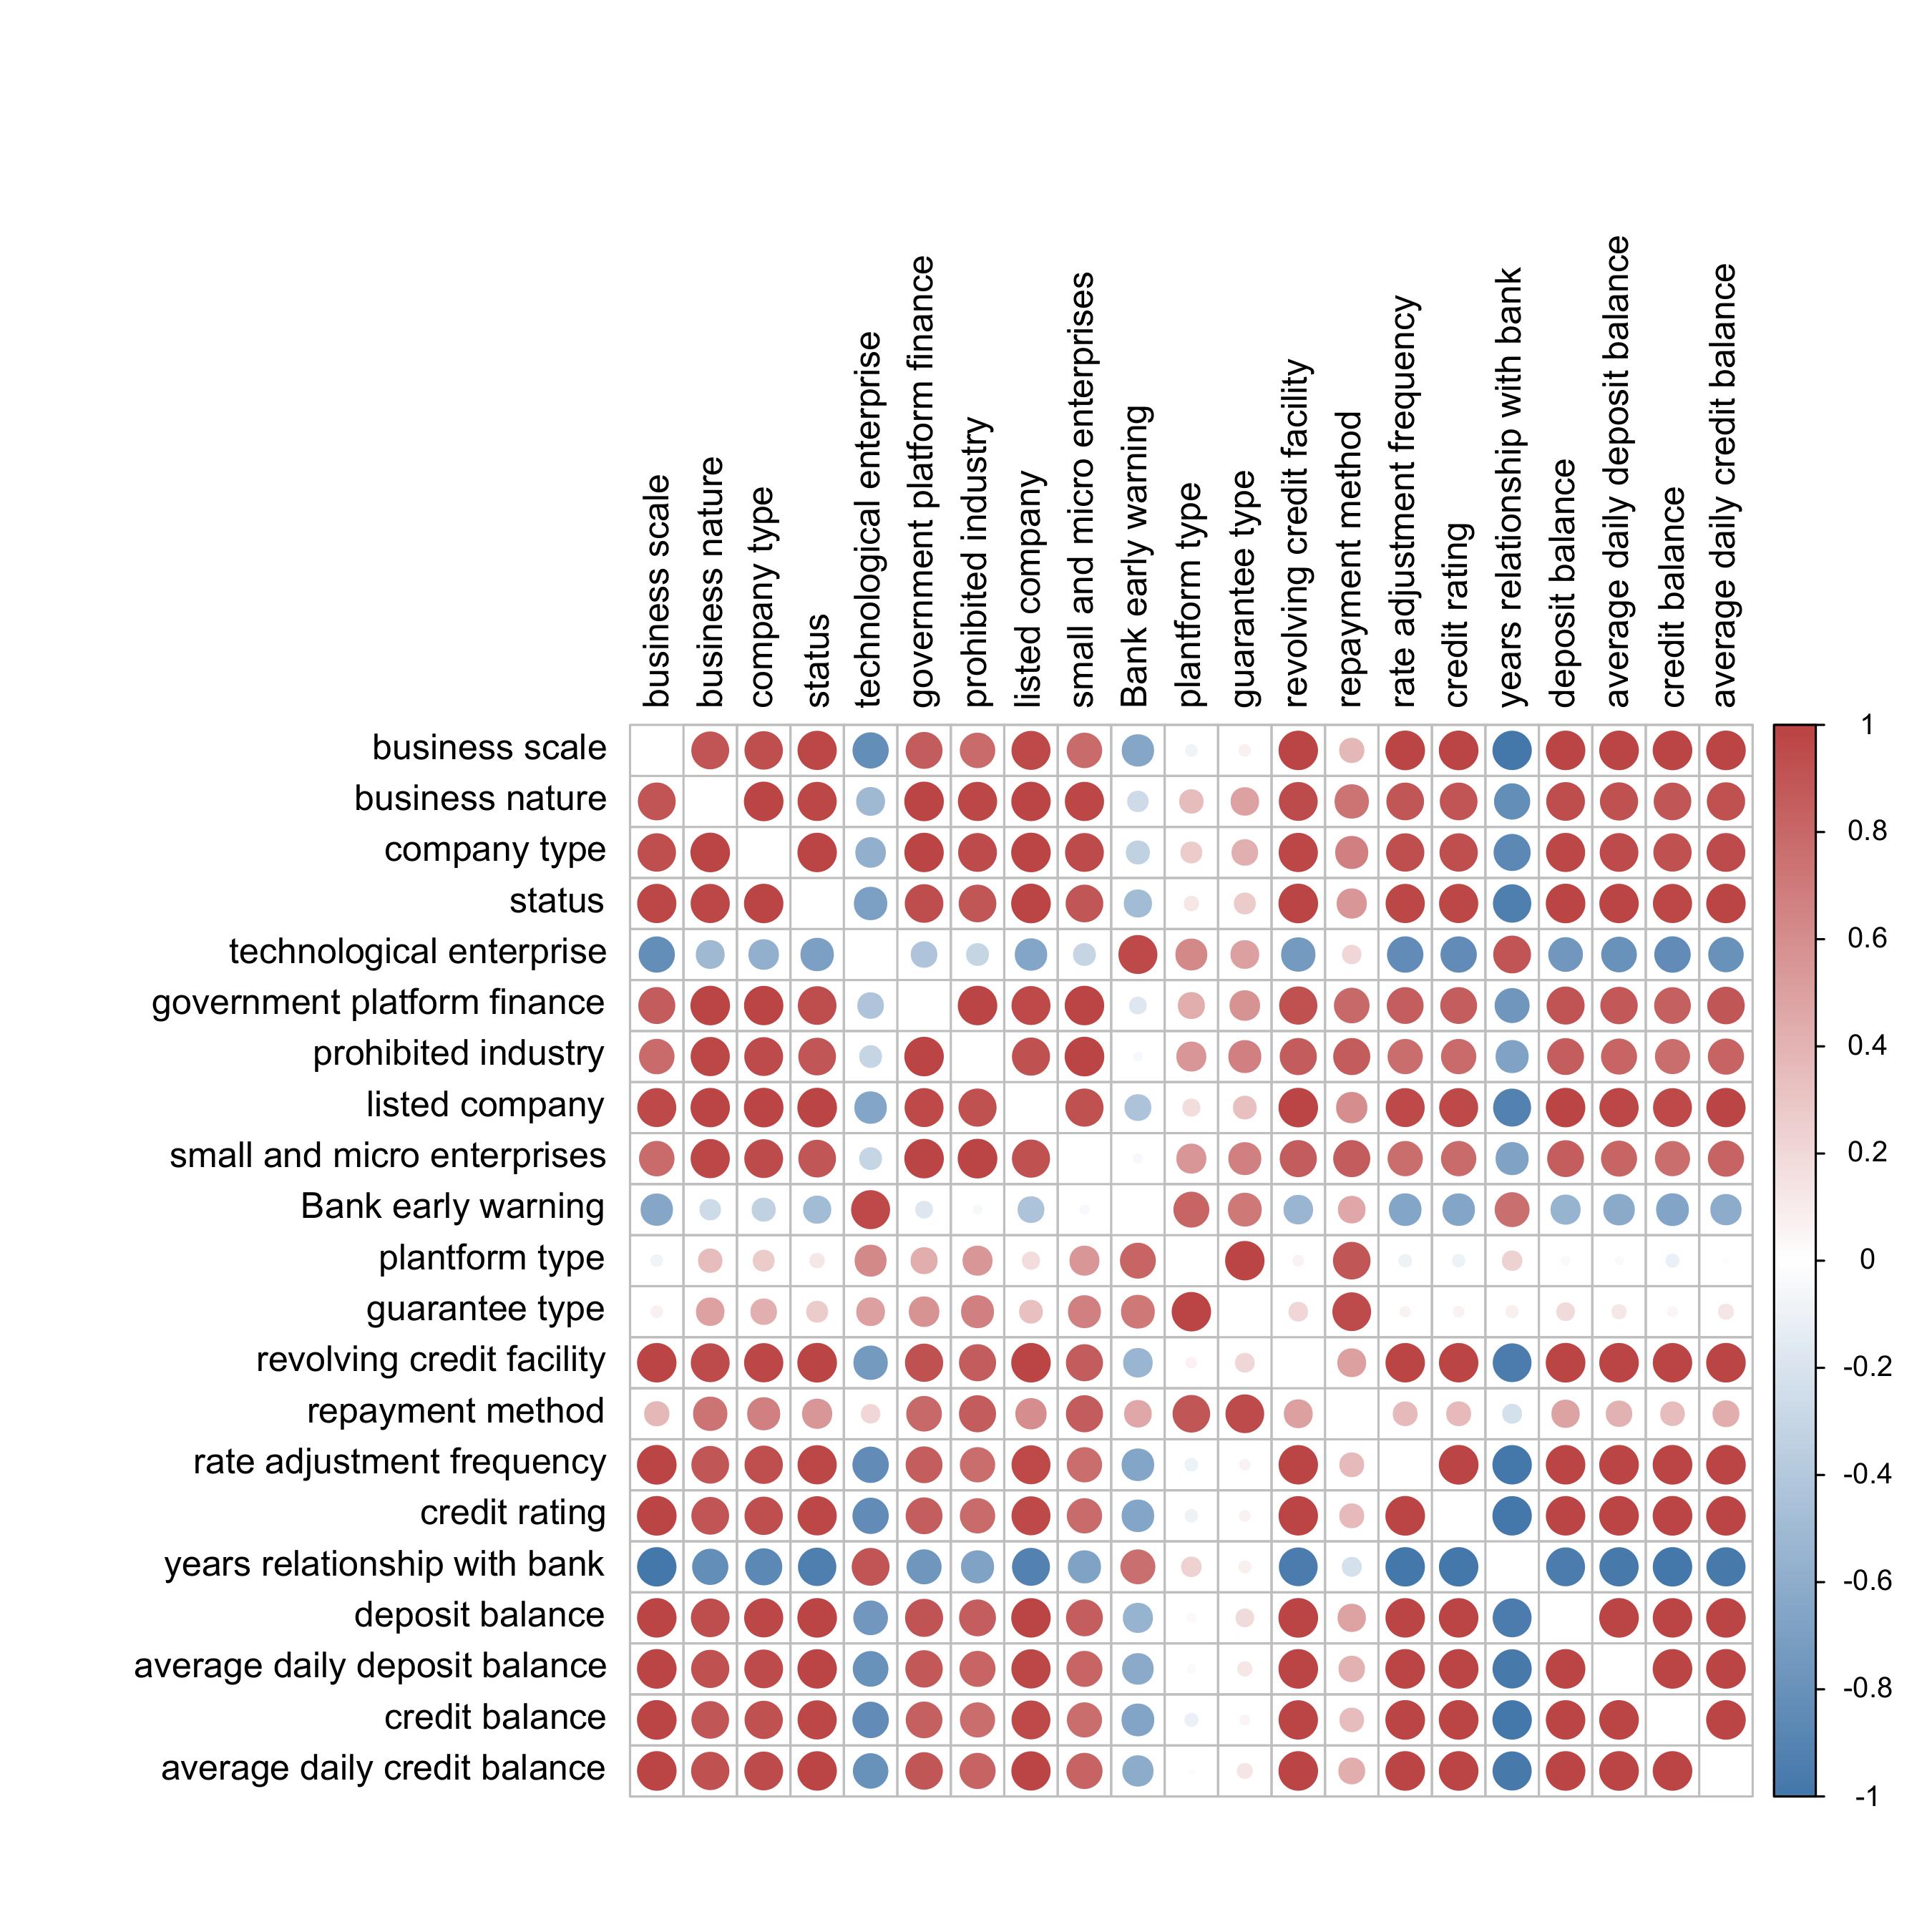 business scale
business nature
company type
status
technological enterprise
government platform finance
prohibited industry
listed company
small and micro enterprises
Bank early warning
plantform type
guarantee type
revolving credit facility
repayment method
rate adjustment frequency
credit rating
years relationship with bank
deposit balance
average daily deposit balance
credit balance
average daily credit balance
business scale
business nature
company type
status
technological enterprise
government platform finance
prohibited industry
listed company
small and micro enterprises
Bank early warning
plantform type
guarantee type
revolving credit facility
repayment method
rate adjustment frequency
credit rating
years relationship with bank
deposit balance
average daily deposit balance
credit balance
average daily credit balance
1
0.8
0.6
0.4
0.2
0
-0.2
-0.4
-0.6
-0.8
-1